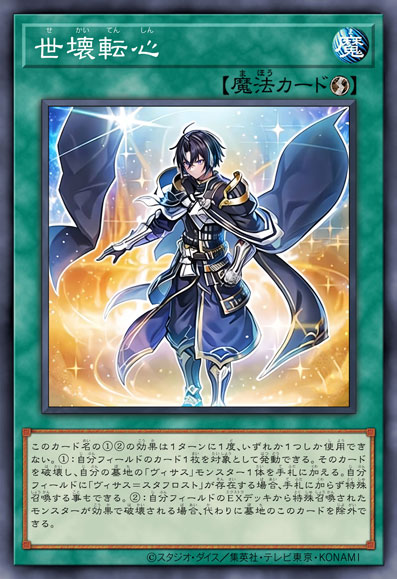 世壊転心
せかいてんしん
魔
【魔法カード】
まほう
このカード名の①②の効果は1ターンに1度、いずれか1つしか使用でき
ない。①:自分フィールドのカード1枚を対象として発動できる。そのカード
を破壊し、自分の墓地の「ヴィサス」モンスター1体を手札に加える。自分
フィールドに「ヴィサス=スタフロスト」が存在する場合、手札に加らず特殊
召喚する事もできる。②:自分フィールドのEXデッキから特殊召喚された
モンスターが効果で破壊される場合、代わりに墓地のこのカードを除外で
きる。
©スタジオ・ダイス/集英社・テレビ東京・KONAMI